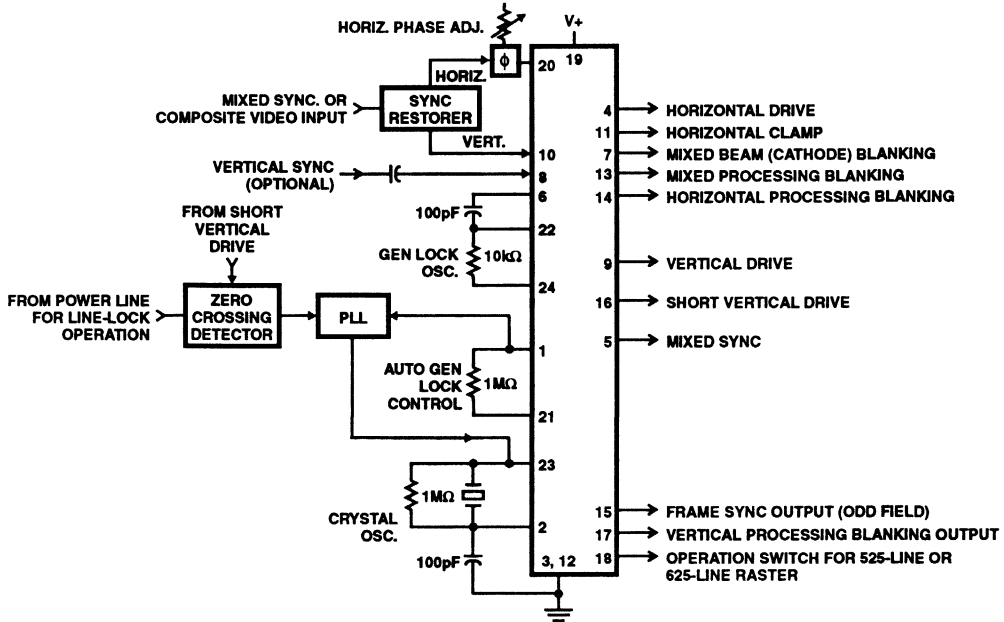 HORIZ. PHASE ADJ.
V+
ϕ
20
19
HORIZ.
MIXED SYNC. OR
COMPOSITE VIDEO INPUT
SYNC
RESTORER
VERT.
10
VERTICAL SYNC
(OPTIONAL)
8
6
100pF
22
GEN LOCK
OSC.
10kΩ
24
FROM SHORT
VERTICAL
DRIVE
FROM POWER LINE
FOR LINE-LOCK
OPERATION
ZERO
CROSSING
DETECTOR
PLL
1
AUTO GEN
LOCK
CONTROL
1MΩ
21
23
1MΩ
CRYSTAL
OSC.
2
100pF
3, 12
4 HORIZONTAL DRIVE
11 HORIZONTAL CLAMP
7 MIXED BEAM (CATHODE) BLANKING
13 MIXED PROCESSING BLANKING
14 HORIZONTAL PROCESSING BLANKING
9 VERTICAL DRIVE
16 SHORT VERTICAL DRIVE
5 MIXED SYNC
15 FRAME SYNC OUTPUT (ODD FIELD)
17 VERTICAL PROCESSING BLANKING OUTPUT
18 OPERATION SWITCH FOR 525-LINE OR
625-LINE RASTER